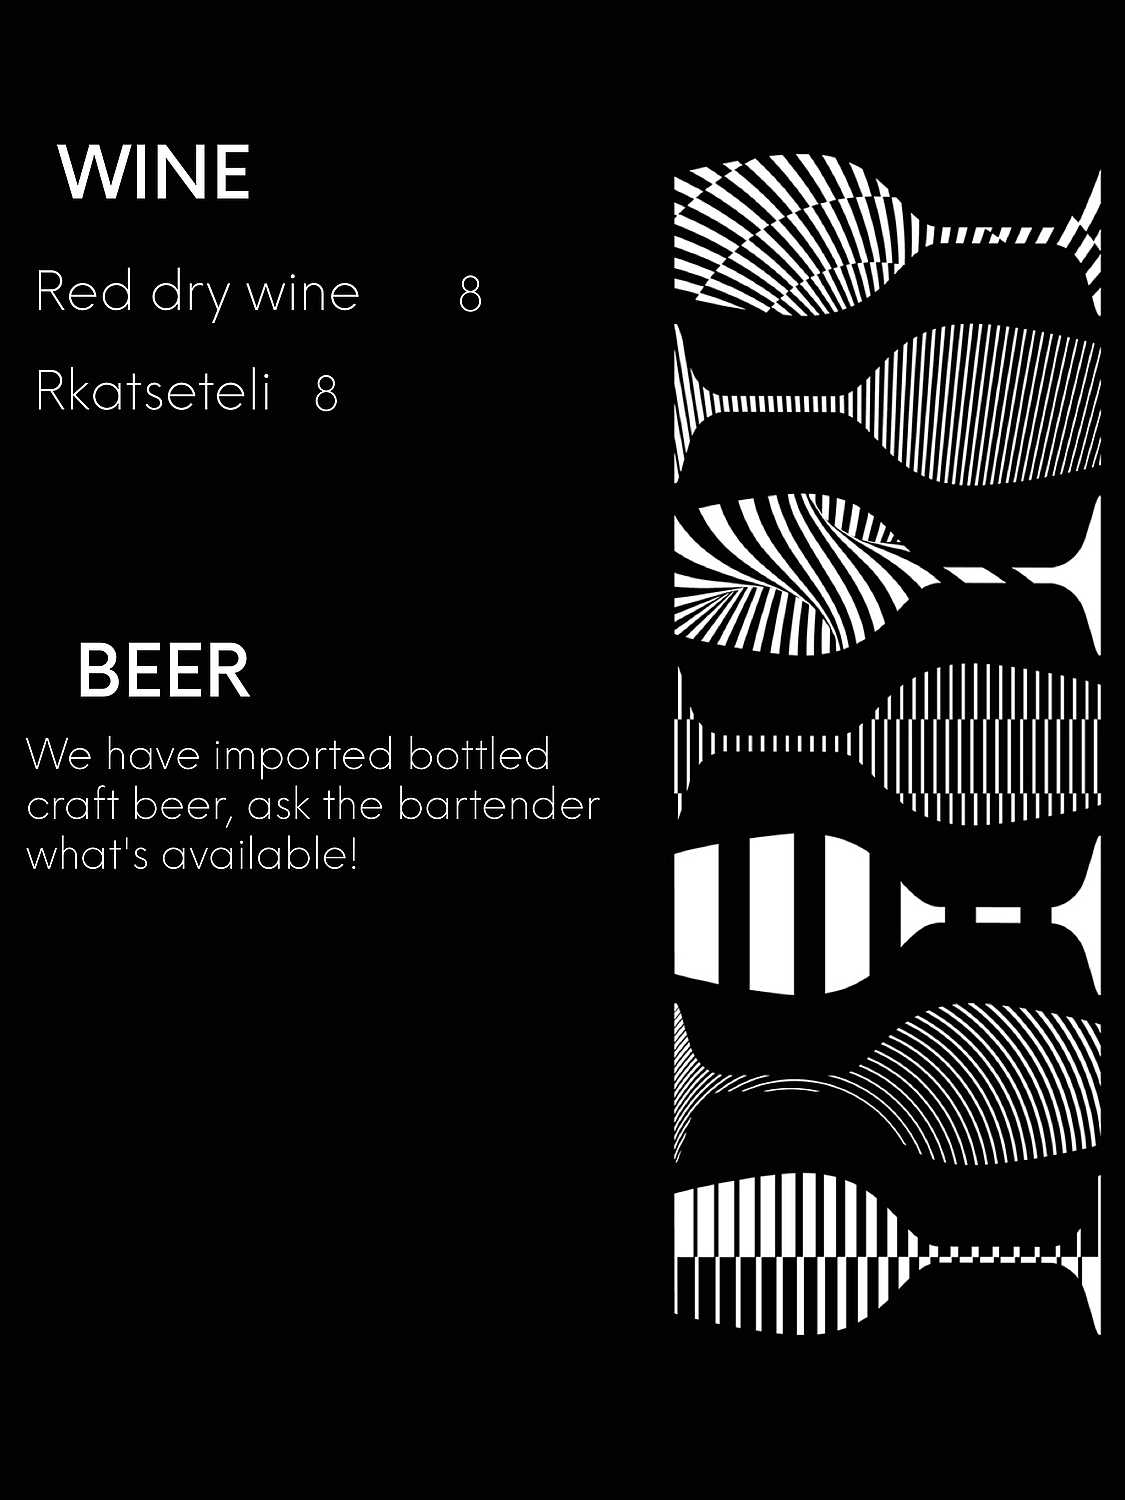 WINE
Red dry wine 8
Rkatseteli 8
BEER
We have imported bottled
craft beer, ask the bartender
what's available!